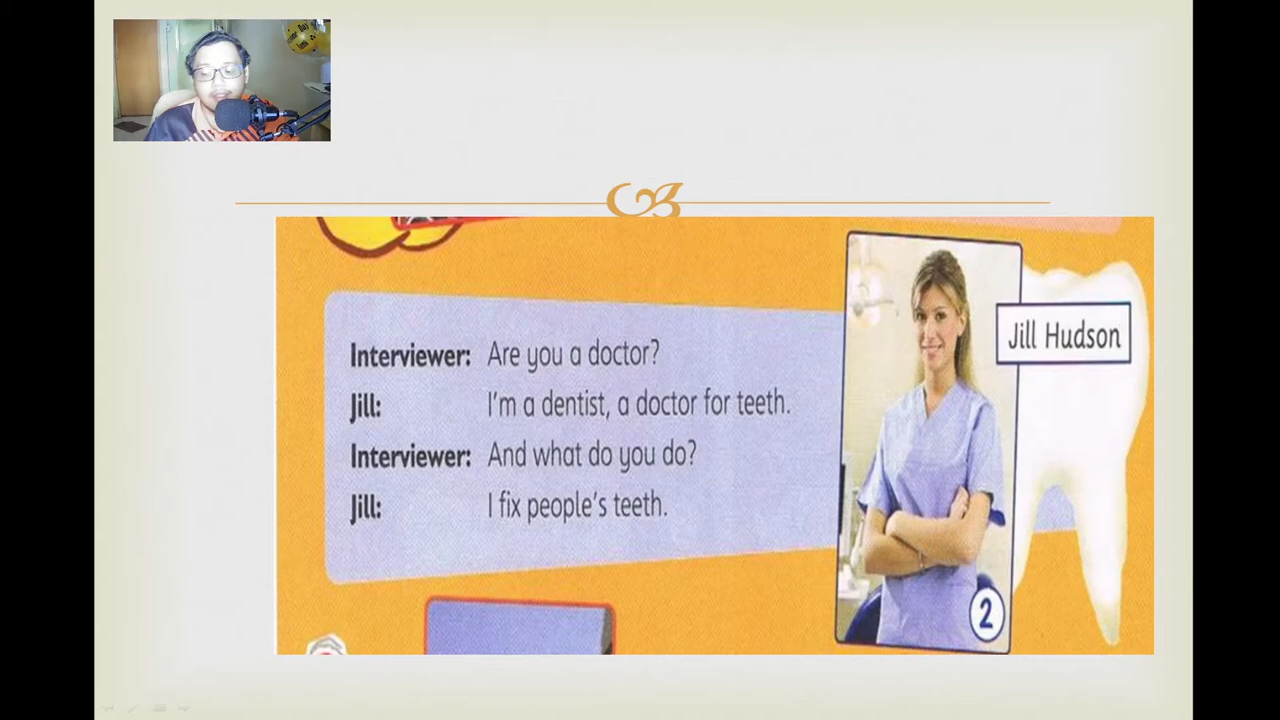 Interviewer: Are you a doctor?
Jill: I'm a dentist, a doctor for teeth.
Interviewer: And what do you do?
Jill: I fix people's teeth.
Jill Hudson
2